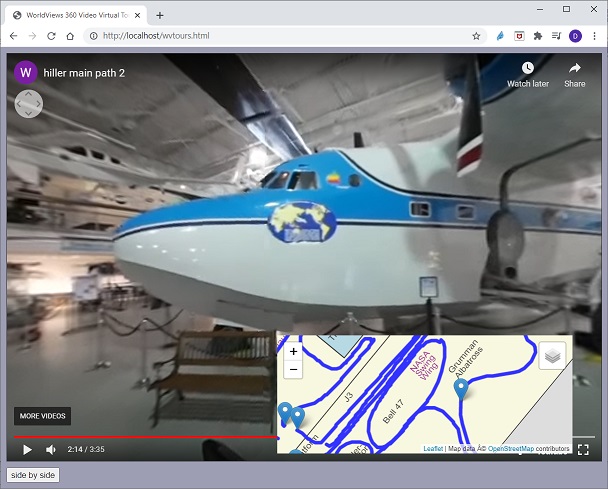 WorldViews 360 Video Virtual To
http://localhost/wvtours.html
D
W
hiller main path 2
Watch later
Share
+
−
NASA
Swing
Wing
Grumman
Albatross
J3
Bell 47
MORE VIDEOS
2:14 / 3:35
Leaflet | Map data Â© OpenStreetMap contributors
side by side